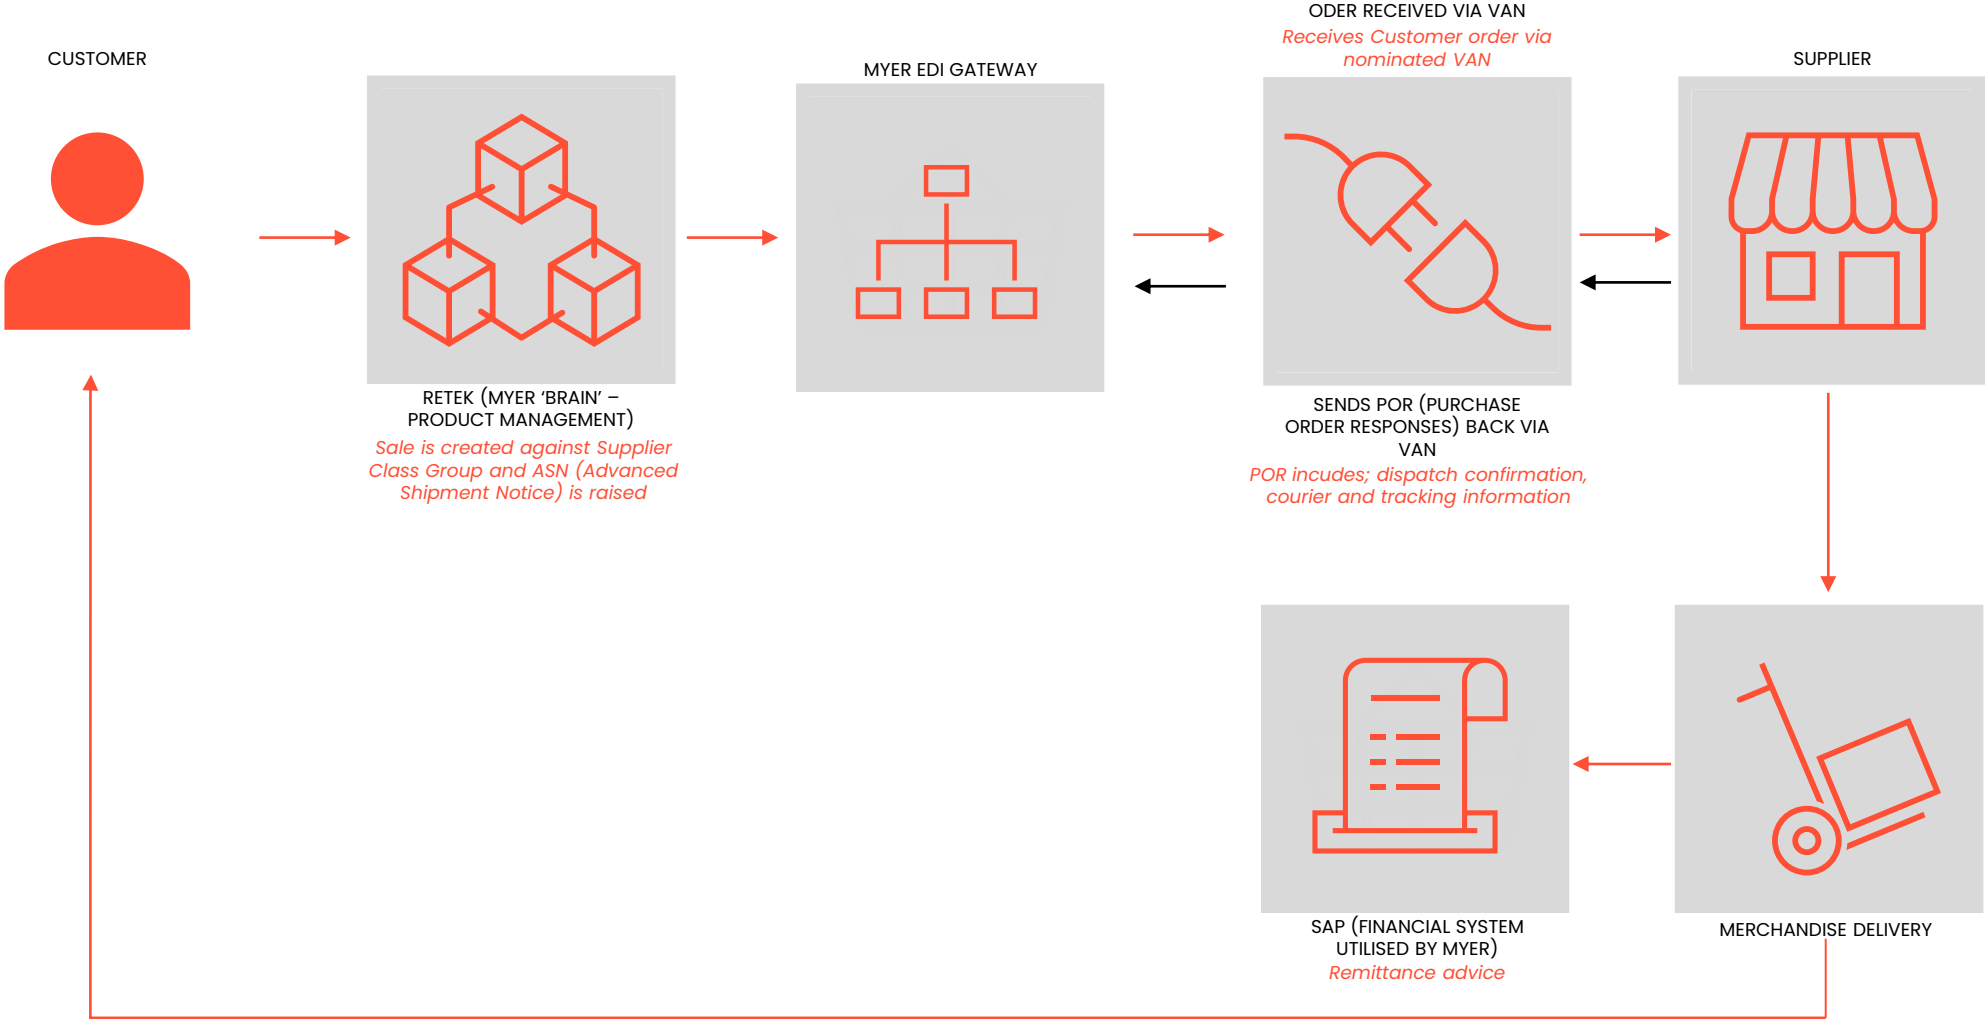 CUSTOMER
MYER EDI GATEWAY
ODER RECEIVED VIA VAN
Receives Customer order via
nominated VAN
SUPPLIER
RETEK (MYER ‘BRAIN’ –
PRODUCT MANAGEMENT)
Sale is created against Supplier
Class Group and ASN (Advanced
Shipment Notice) is raised
SENDS POR (PURCHASE
ORDER RESPONSES) BACK VIA
VAN
POR incudes; dispatch confirmation,
courier and tracking information
SAP (FINANCIAL SYSTEM
UTILISED BY MYER)
Remittance advice
MERCHANDISE DELIVERY